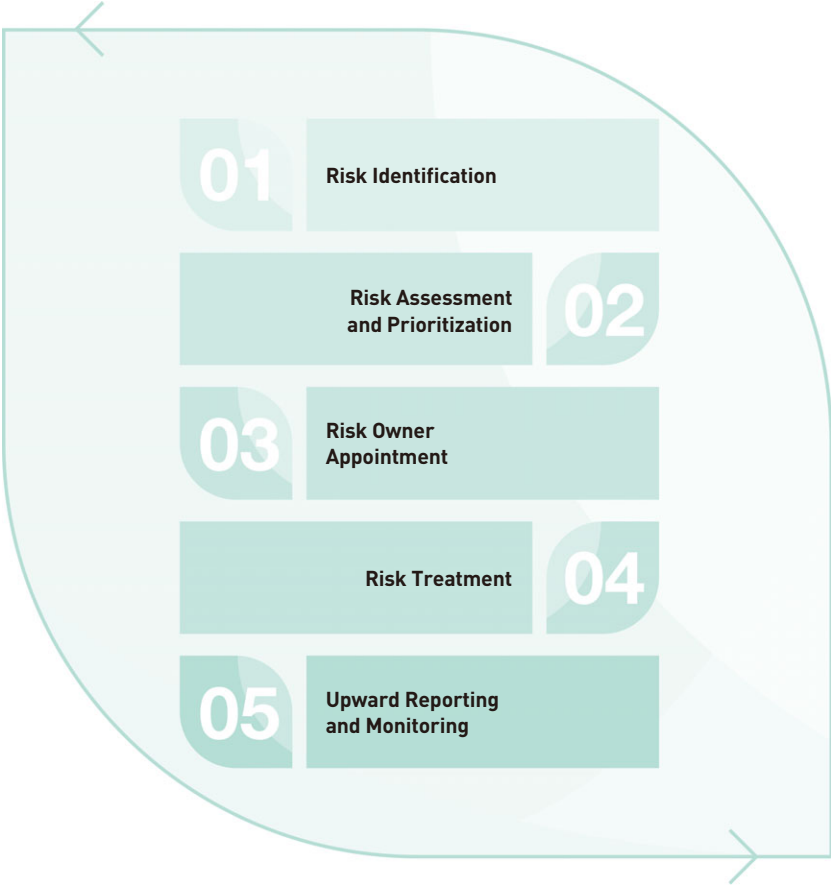 01
Risk Identification
Risk Assessment
and Prioritization
02
03
Risk Owner
Appointment
Risk Treatment
04
05
Upward Reporting
and Monitoring